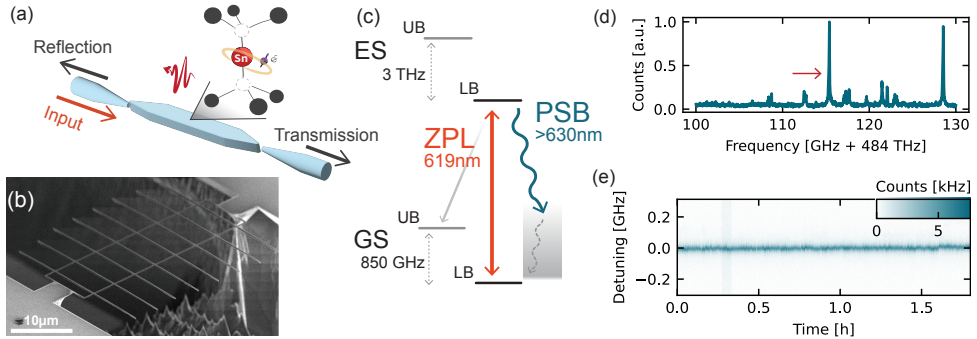 (a)
Reflection
Input
Transmission
Sn
(b)
10μm
(c)
ES
UB
3 THz
LB
ZPL
619nm
PSB
>630nm
UB
GS
850 GHz
LB
(d)
Counts [a.u.]
1.0
0.5
0.0
100
110
120
130
Frequency [GHz + 484 THz]
(e)
Counts [kHz]
0
5
Detuning [GHz]
0.2
0.0
−0.2
0.0
0.5
1.0
1.5
Time [h]